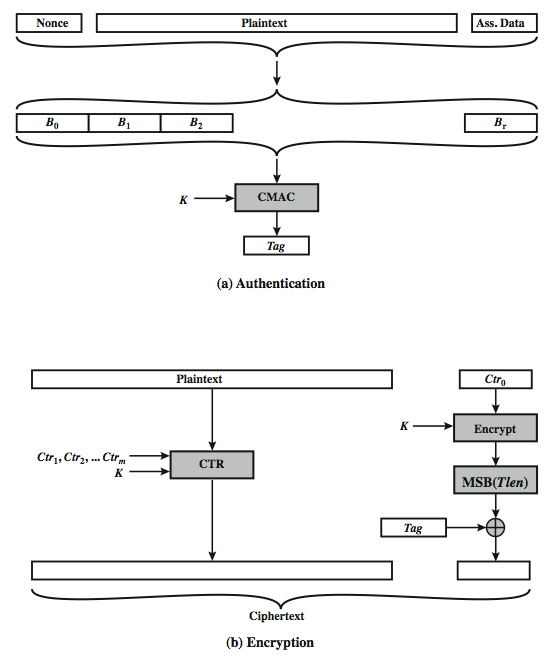 Nonce Plaintext Ass. Data
B0 B1 B2 Br
K CMAC
Tag
(a) Authentication
Plaintext Ctr0
K Encrypt
Ctr1, Ctr2, ... Ctrm CTR
K
MSB(Tlen)
Tag
Ciphertext
(b) Encryption